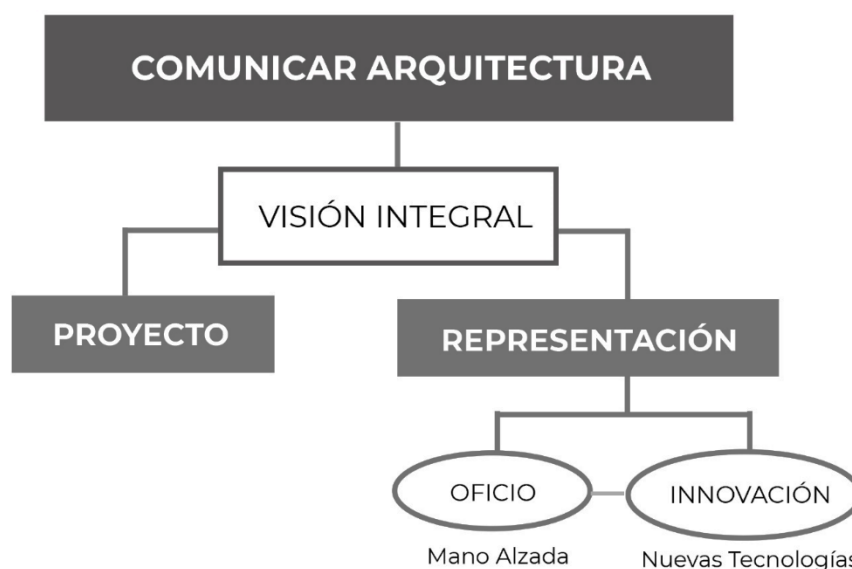 COMUNICAR ARQUITECTURA
VISIÓN INTEGRAL
PROYECTO
REPRESENTACIÓN
OFICIO
INNOVACIÓN
Mano Alzada
Nuevas Tecnologías